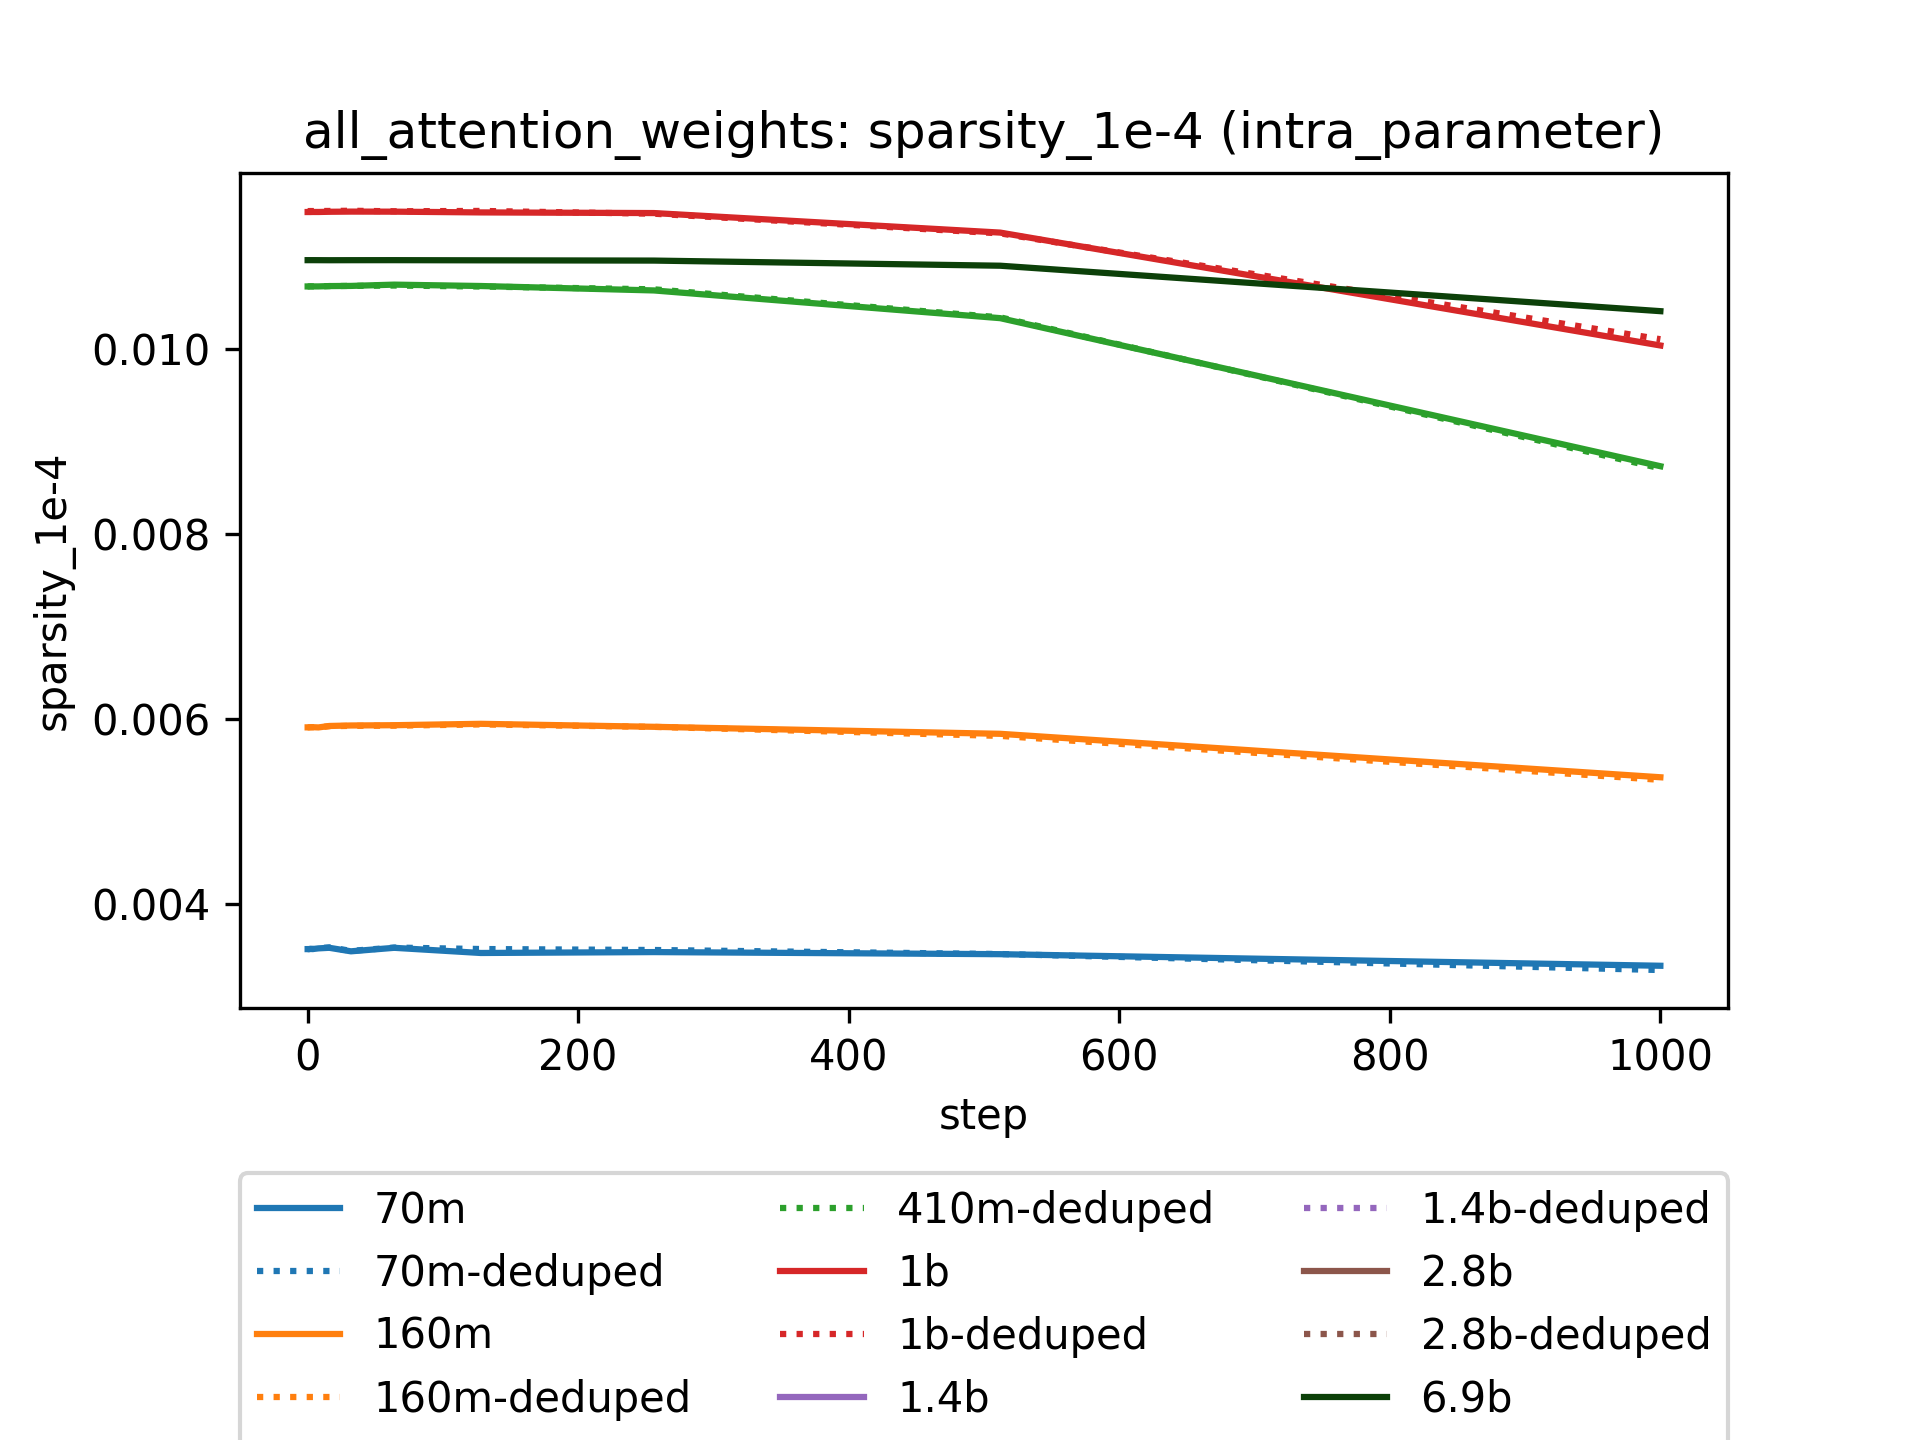 all_attention_weights: sparsity_1e-4 (intra_parameter)
sparsity_1e-4
0.010
0.008
0.006
0.004
0 200 400 600 800 1000
step
70m 410m-deduped 1.4b-deduped
70m-deduped 1b 2.8b
160m 1b-deduped 2.8b-deduped
160m-deduped 1.4b 6.9b